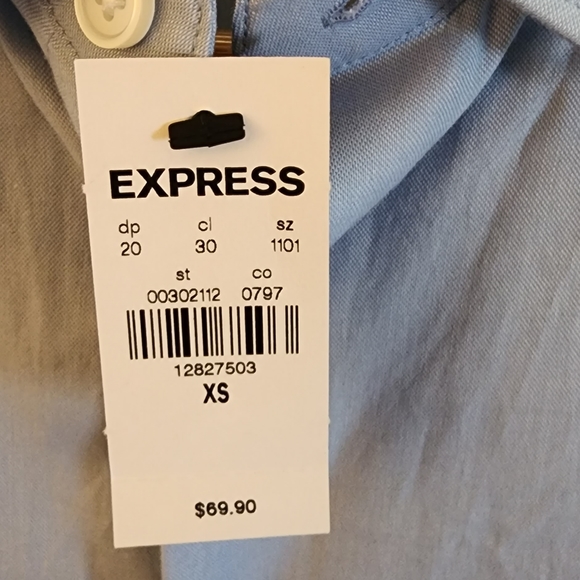 EXPRESS
dp cl sz
20 30 1101
st co
00302112 0797
12827503
XS
$69.90